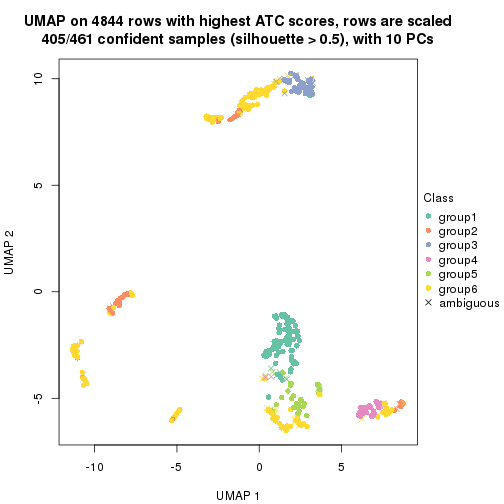 UMAP on 4844 rows with highest ATC scores, rows are scaled
405/461 confident samples (silhouette > 0.5), with 10 PCs
10
5
0
-5
UMAP 2
-10
-5
0
5
UMAP 1
Class
group1
group2
group3
group4
group5
group6
ambiguous